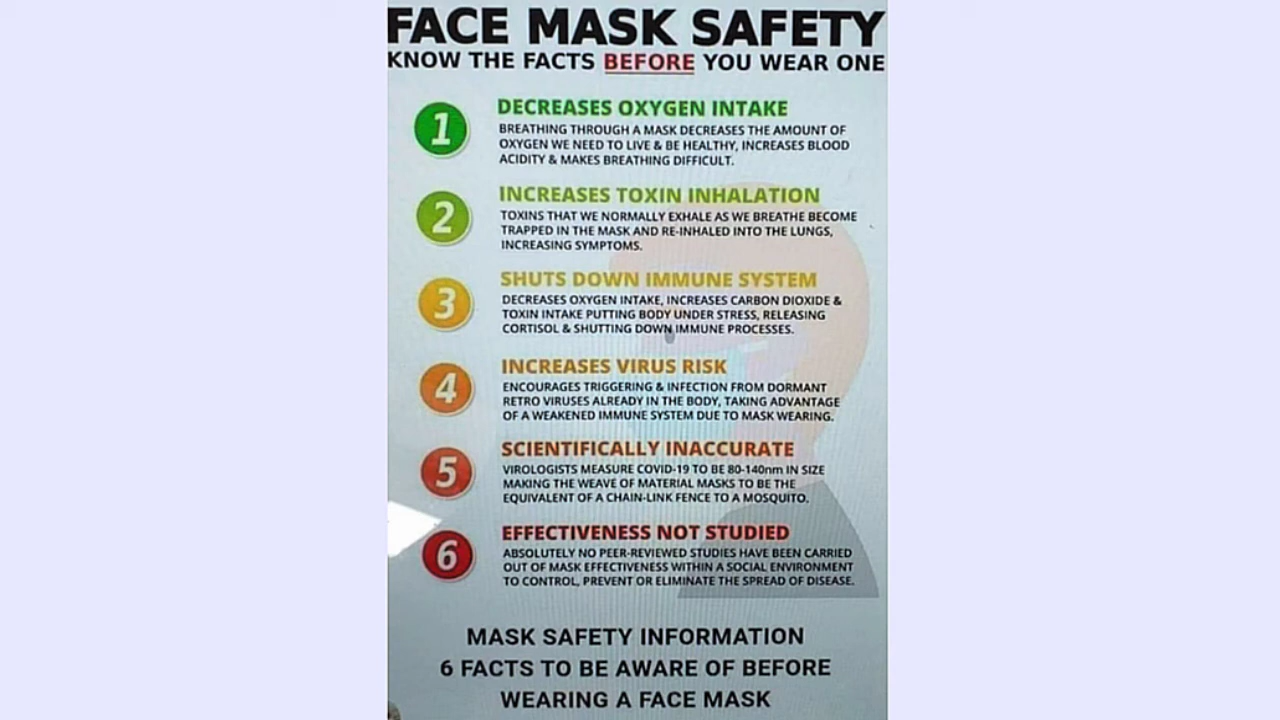 FACE MASK SAFETY
KNOW THE FACTS BEFORE YOU WEAR ONE
1
DECREASES OXYGEN INTAKE
BREATHING THROUGH A MASK DECREASES THE AMOUNT OF
OXYGEN WE NEED TO LIVE & BE HEALTHY, INCREASES BLOOD
ACIDITY & MAKES BREATHING DIFFICULT.
2
INCREASES TOXIN INHALATION
TOXINS THAT WE NORMALLY EXHALE AS WE BREATHE BECOME
TRAPPED IN THE MASK AND RE-INHALED INTO THE LUNGS,
INCREASING SYMPTOMS.
3
SHUTS DOWN IMMUNE SYSTEM
DECREASES OXYGEN INTAKE, INCREASES CARBON DIOXIDE &
TOXIN INTAKE PUTTING BODY UNDER STRESS, RELEASING
CORTISOL & SHUTTING DOWN IMMUNE PROCESSES.
4
INCREASES VIRUS RISK
ENCOURAGES TRIGGERING & INFECTION FROM DORMANT
RETRO VIRUSES ALREADY IN THE BODY, TAKING ADVANTAGE
OF A WEAKENED IMMUNE SYSTEM DUE TO MASK WEARING.
5
SCIENTIFICALLY INACCURATE
VIROLOGISTS MEASURE COVID-19 TO BE 80-140nm IN SIZE
MAKING THE WEAVE OF MATERIAL MASKS TO BE THE
EQUIVALENT OF A CHAIN-LINK FENCE TO A MOSQUITO.
6
EFFECTIVENESS NOT STUDIED
ABSOLUTELY NO PEER-REVIEWED STUDIES HAVE BEEN CARRIED
OUT OF MASK EFFECTIVENESS WITHIN A SOCIAL ENVIRONMENT
TO CONTROL, PREVENT OR ELIMINATE THE SPREAD OF DISEASE.
MASK SAFETY INFORMATION
6 FACTS TO BE AWARE OF BEFORE
WEARING A FACE MASK